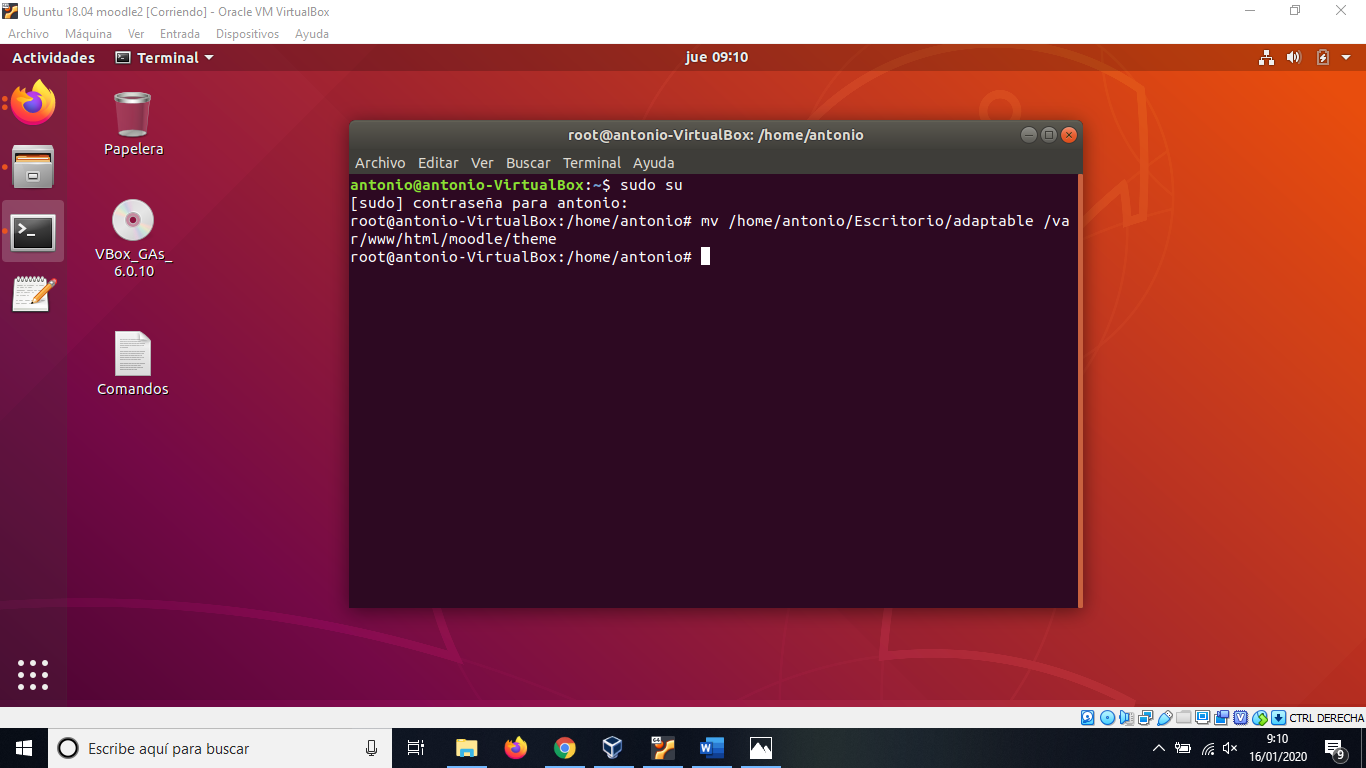 Ubuntu 18.04 moodle2 [Corriendo] - Oracle VM VirtualBox
Archivo Máquina Ver Entrada Dispositivos Ayuda
Actividades Terminal jue 09:10
Papelera
VBox_GAs_
6.0.10
Comandos
root@antonio-VirtualBox: /home/antonio
Archivo Editar Ver Buscar Terminal Ayuda
antonio@antonio-VirtualBox:~$ sudo su
[sudo] contraseña para antonio:
root@antonio-VirtualBox:/home/antonio# mv /home/antonio/Escritorio/adaptable /va
r/www/html/moodle/theme
root@antonio-VirtualBox:/home/antonio#
CTRL DERECHA
Escribe aquí para buscar
9:10
16/01/2020
9